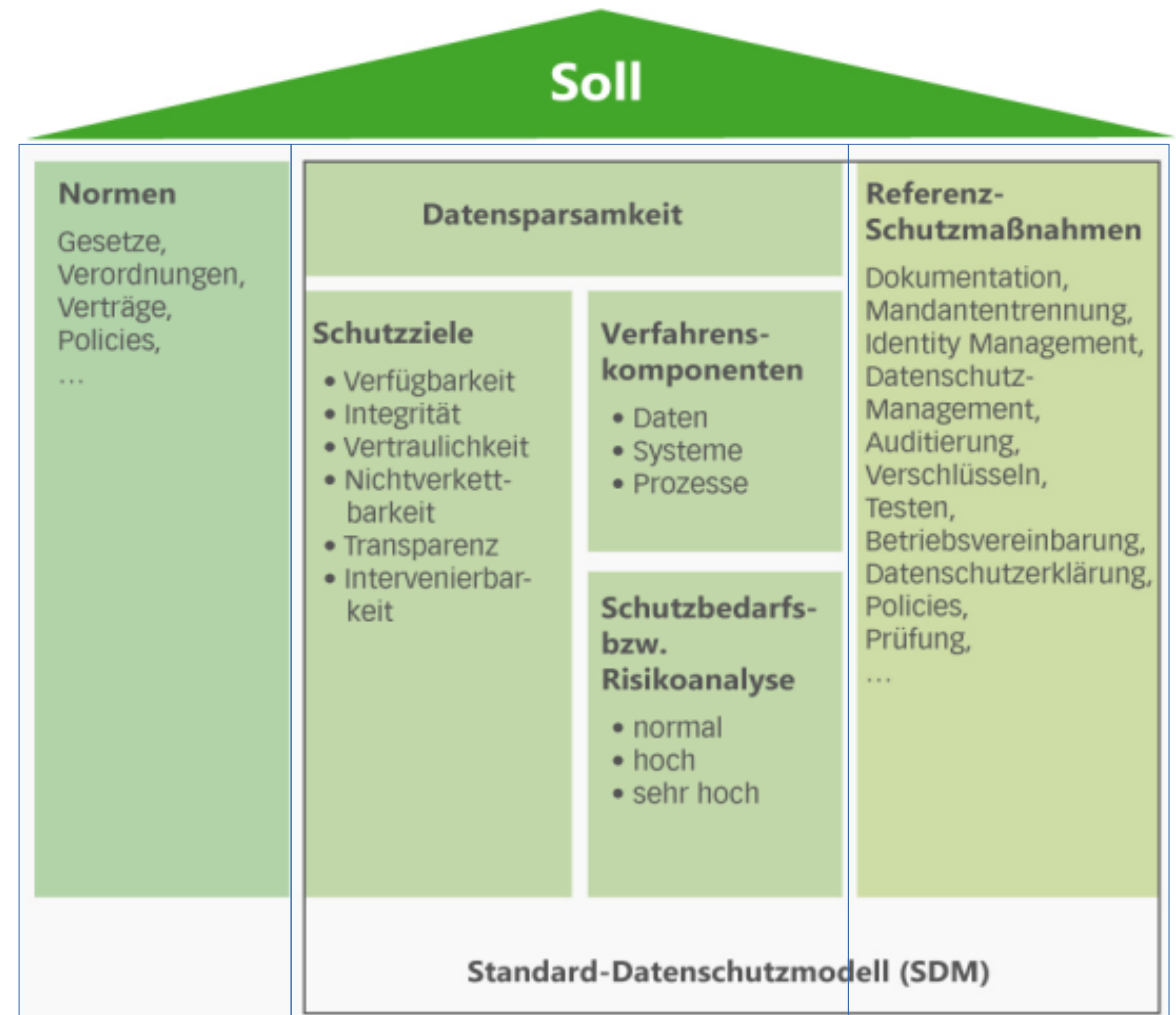 Soll
Normen
Gesetze,
Verordnungen,
Verträge,
Policies,
...
Datensparsamkeit
Schutzziele
• Verfügbarkeit
• Integrität
• Vertraulichkeit
• Nichtverkett-
barkeit
• Transparenz
• Intervenierbar-
keit
Verfahrens-
komponenten
• Daten
• Systeme
• Prozesse
Schutzbedarfs-
bzw.
Risikoanalyse
• normal
• hoch
• sehr hoch
Referenz-
Schutzmaßnahmen
Dokumentation,
Mandantentrennung,
Identity Management,
Datenschutz-
Management,
Auditierung,
Verschlüsseln,
Testen,
Betriebsvereinbarung,
Datenschutzerklärung,
Policies,
Prüfung,
...
Standard-Datenschutzmodell (SDM)